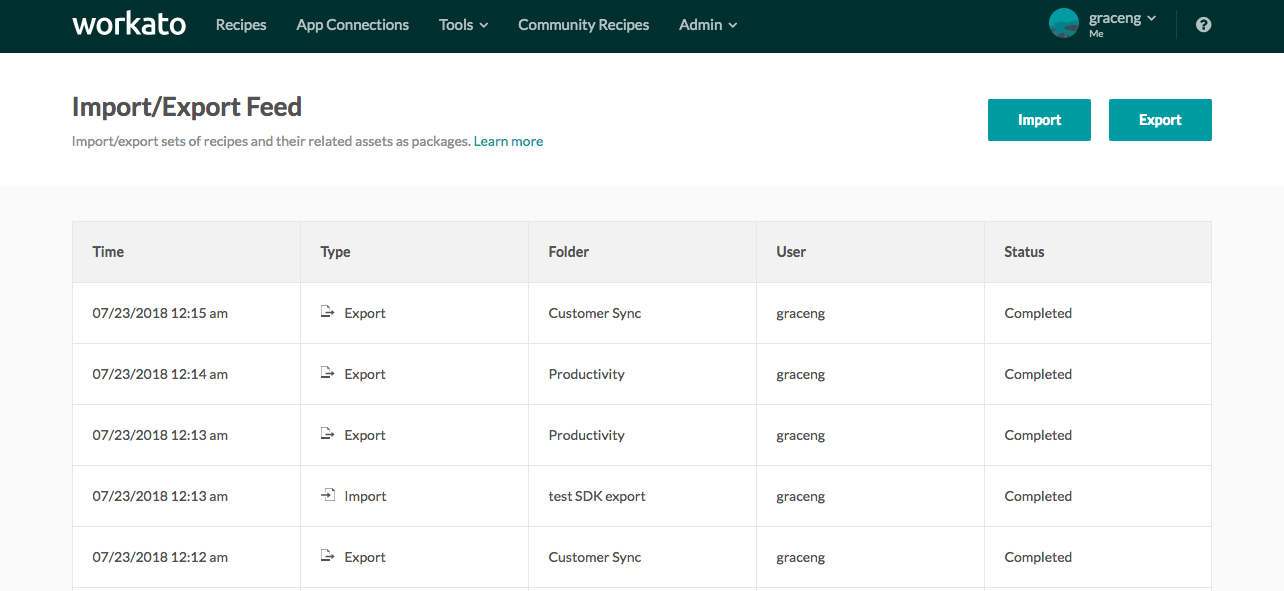 workato Recipes App Connections Tools Community Recipes Admin graceng
Me
Import/Export Feed
Import Export
Import/export sets of recipes and their related assets as packages. Learn more
Time Type Folder User Status
07/23/2018 12:15 am Export Customer Sync graceng Completed
07/23/2018 12:14 am Export Productivity graceng Completed
07/23/2018 12:13 am Export Productivity graceng Completed
07/23/2018 12:13 am Import test SDK export graceng Completed
07/23/2018 12:12 am Export Customer Sync graceng Completed